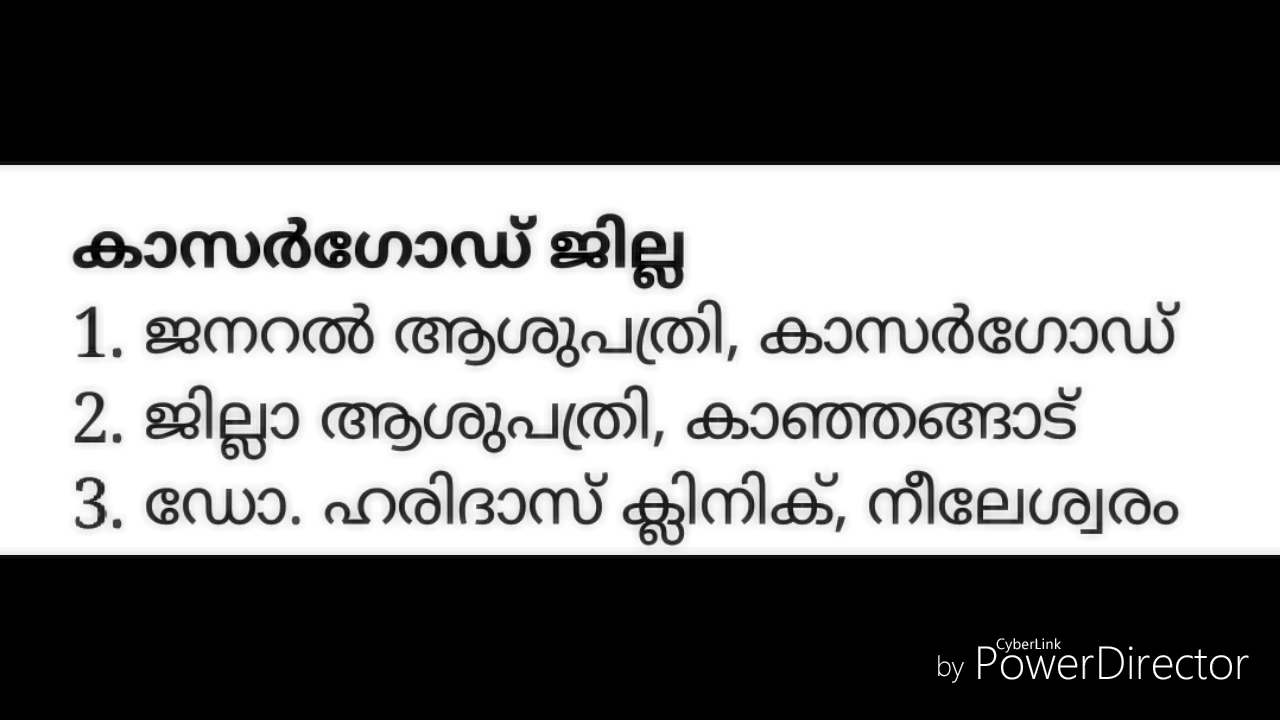 കാസർഗോഡ് ജില്ല
1. ജനറൽ ആശുപത്രി, കാസർഗോഡ്
2. ജില്ലാ ആശുപത്രി, കാഞ്ഞങ്ങാട്
3. ഡോ. ഹരിദാസ് ക്ലിനിക്, നീലേശ്വരം
CyberLink
by PowerDirector